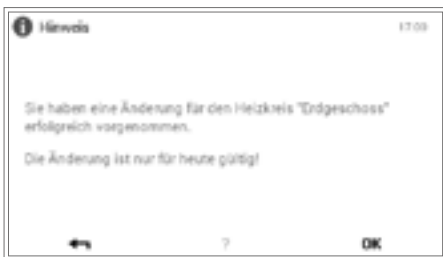 Hinweis
17:09
Sie haben eine Änderung für den Heizkreis "Erdgeschoss"
erfolgreich vorgenommen.
Die Änderung ist nur für heute gültig!
?
OK